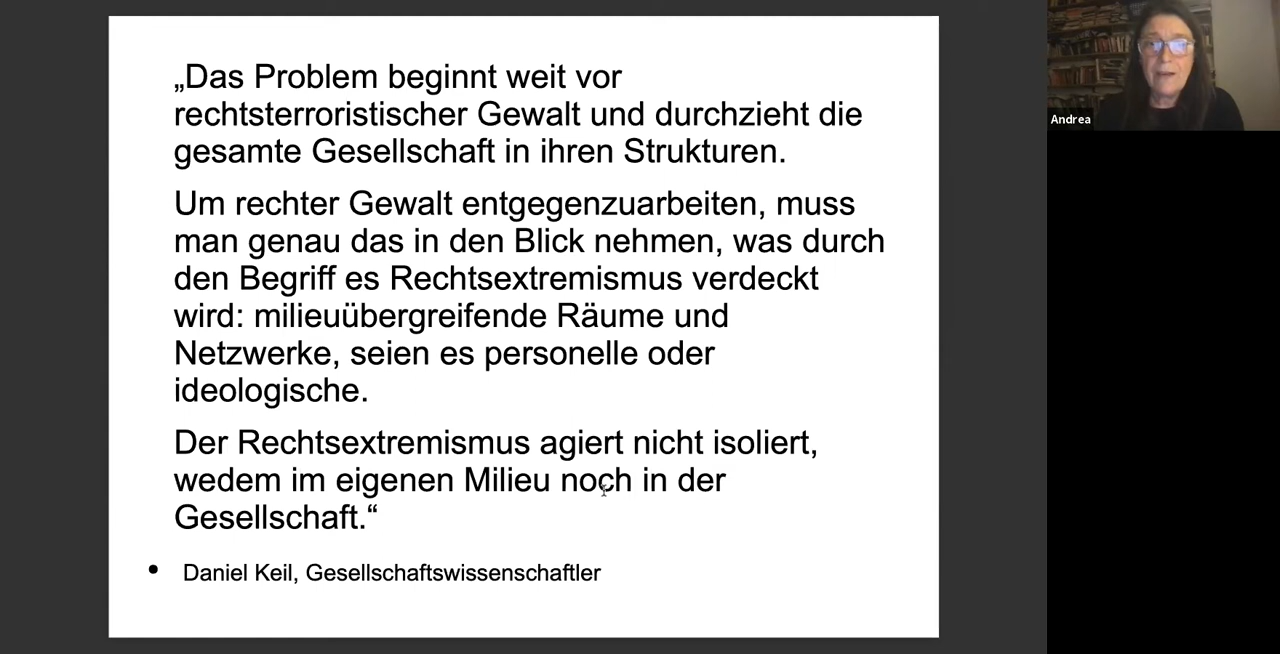 „Das Problem beginnt weit vor
rechtsterroristischer Gewalt und durchzieht die
gesamte Gesellschaft in ihren Strukturen.
Um rechter Gewalt entgegenzuarbeiten, muss
man genau das in den Blick nehmen, was durch
den Begriff es Rechtsextremismus verdeckt
wird: milieuübergreifende Räume und
Netzwerke, seien es personelle oder
ideologische.
Der Rechtsextremismus agiert nicht isoliert,
wedem im eigenen Milieu noch in der
Gesellschaft.“
• Daniel Keil, Gesellschaftswissenschaftler
Andrea